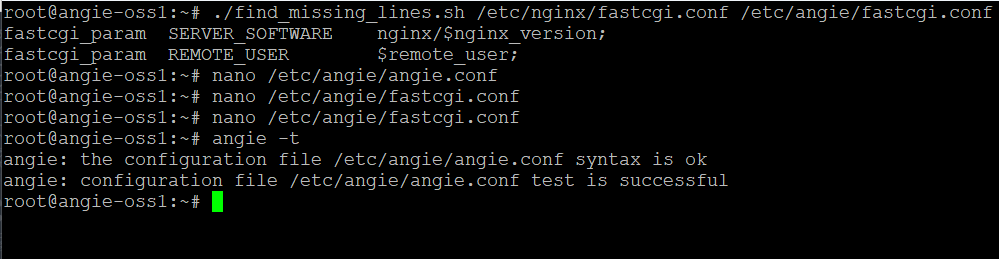 root@angie-oss1:~# ./find_missing_lines.sh /etc/nginx/fastcgi.conf /etc/angie/fastcgi.conf
fastcgi_param  SERVER_SOFTWARE    nginx/$nginx_version;
fastcgi_param  REMOTE_USER        $remote_user;
root@angie-oss1:~# nano /etc/angie/angie.conf
root@angie-oss1:~# nano /etc/angie/fastcgi.conf
root@angie-oss1:~# nano /etc/angie/fastcgi.conf
root@angie-oss1:~# angie -t
angie: the configuration file /etc/angie/angie.conf syntax is ok
angie: configuration file /etc/angie/angie.conf test is successful
root@angie-oss1:~#